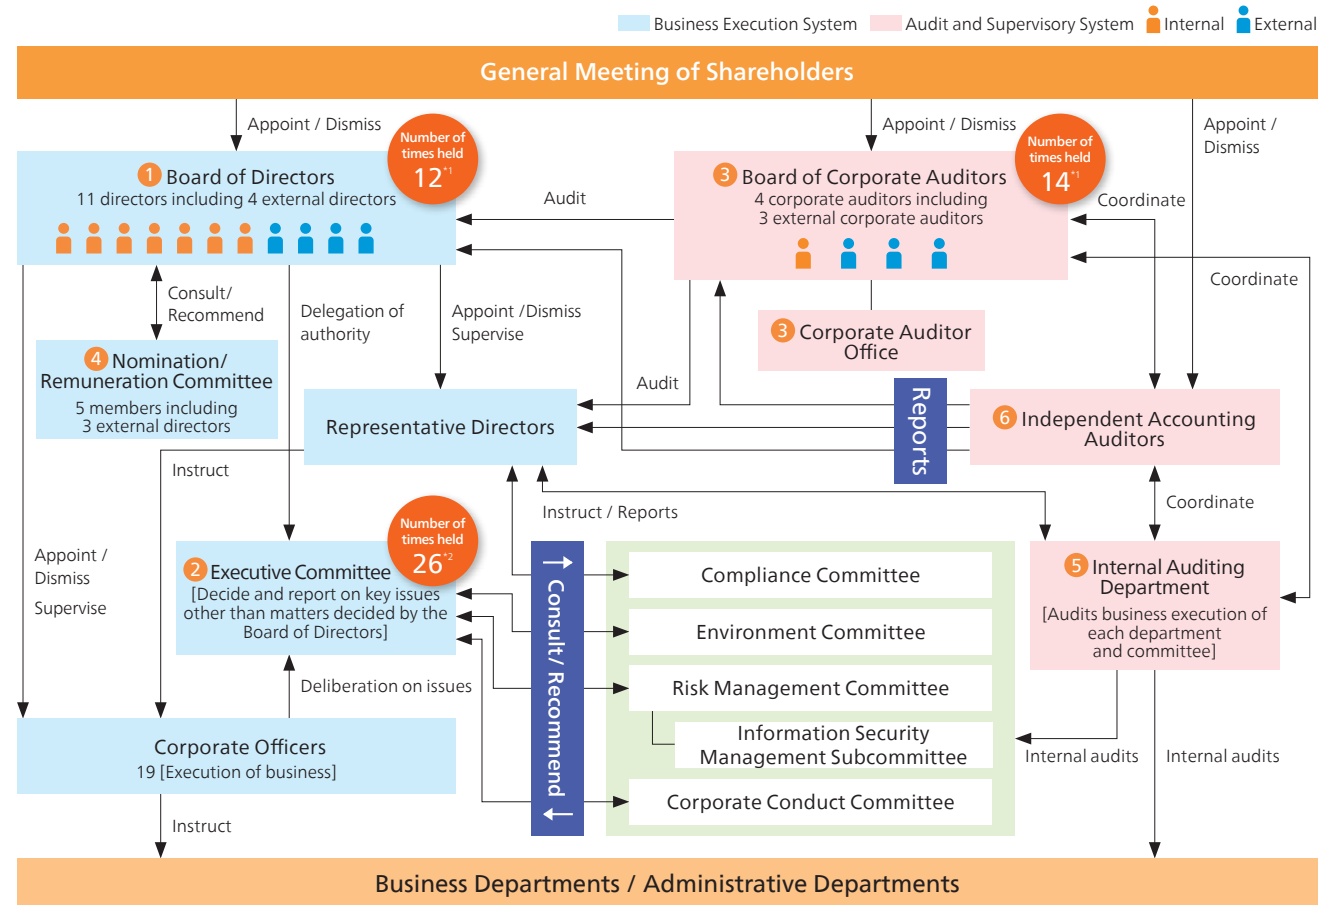 Business Execution System
Audit and Supervisory System
Internal
External
General Meeting of Shareholders
Appoint / Dismiss
Appoint / Dismiss
Appoint /
Dismiss
Number of
times held
12*1
1 Board of Directors
11 directors including 4 external directors
Audit
Number of
times held
14*1
3 Board of Corporate Auditors
4 corporate auditors including
3 external corporate auditors
Coordinate
Coordinate
Consult/
Recommend
Delegation of
authority
Appoint /Dismiss
Supervise
3 Corporate Auditor
Office
4 Nomination/
Remuneration Committee
5 members including
3 external directors
Audit
Representative Directors
Reports
6 Independent Accounting
Auditors
Instruct
Instruct / Reports
Coordinate
Appoint /
Dismiss
Supervise
Number of
times held
26*2
2 Executive Committee
[Decide and report on key issues
other than matters decided by the
Board of Directors]
Consult/ Recommend
Compliance Committee
Environment Committee
Risk Management Committee
Information Security
Management Subcommittee
Corporate Conduct Committee
5 Internal Auditing
Department
[Audits business execution of
each department
and committee]
Deliberation on issues
Corporate Officers
19 [Execution of business]
Internal audits
Internal audits
Instruct
Business Departments / Administrative Departments